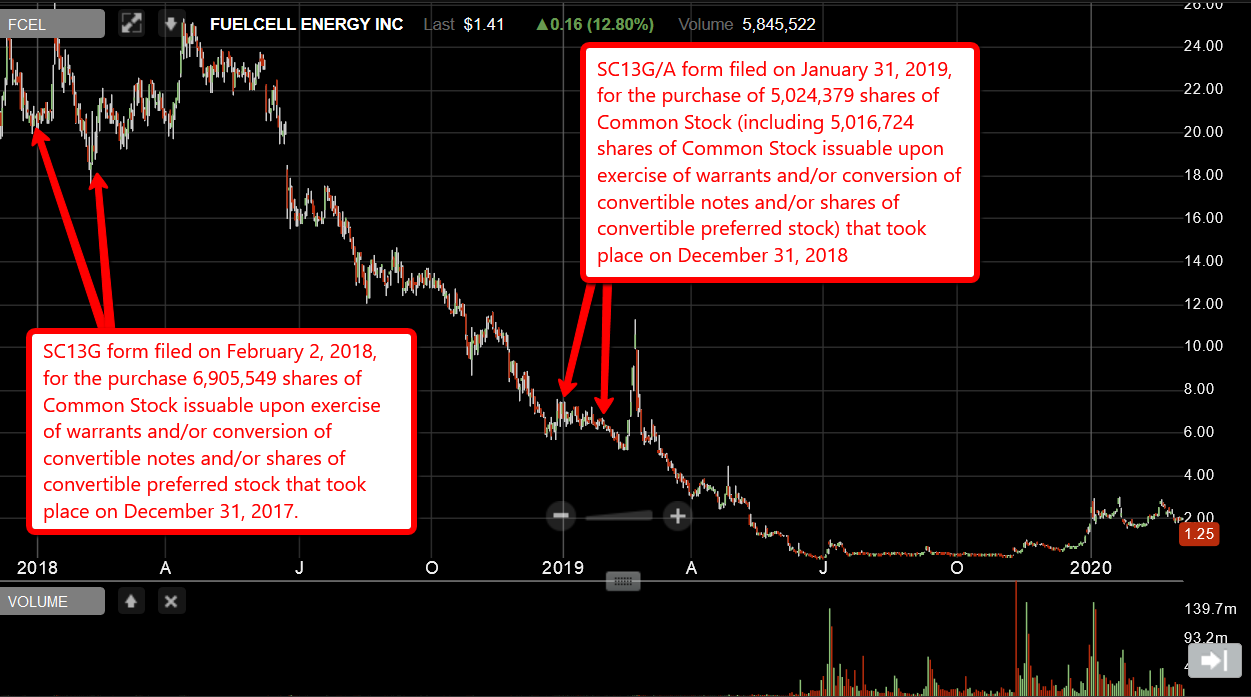 FCEL FUELCELL ENERGY INC Last $1.41 ▲0.16 (12.80%) Volume 5,845,522
26.00
24.00
22.00
20.00
18.00
16.00
14.00
12.00
10.00
8.00
6.00
4.00
2.00
1.25
SC13G/A form filed on January 31, 2019,
for the purchase of 5,024,379 shares of
Common Stock (including 5,016,724
shares of Common Stock issuable upon
exercise of warrants and/or conversion of
convertible notes and/or shares of
convertible preferred stock) that took
place on December 31, 2018
SC13G form filed on February 2, 2018,
for the purchase 6,905,549 shares of
Common Stock issuable upon exercise
of warrants and/or conversion of
convertible notes and/or shares of
convertible preferred stock that took
place on December 31, 2017.
2018 A J O 2019 A J O 2020
VOLUME
139.7m
93.2m